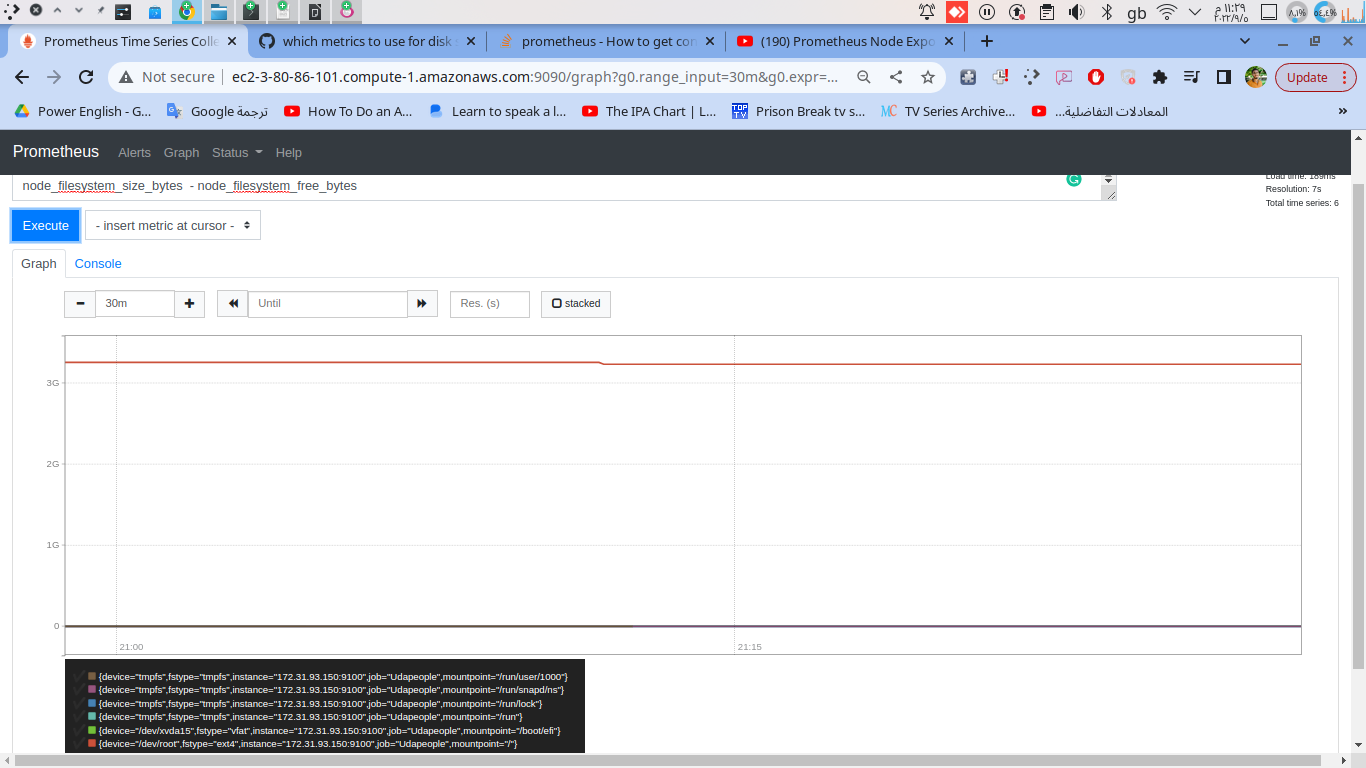 gb
١١:٢٩ م
٢٠٢٢/٩/٥
٨.١%
٥٤.٤%
Prometheus Time Series Colle
which metrics to use for disk s
prometheus - How to get con
(190) Prometheus Node Expo
Not secure
ec2-3-80-86-101.compute-1.amazonaws.com:9090/graph?g0.range_input=30m&g0.expr=...
Update
Power English - G...
ترجمة Google
How To Do an A...
Learn to speak a l...
The IPA Chart | L...
TOP TV
Prison Break tv s...
MC
TV Series Archive...
المعادلات التفاضلية...
Prometheus
Alerts
Graph
Status
Help
node_filesystem_size_bytes - node_filesystem_free_bytes
Load time: 189ms
Resolution: 7s
Total time series: 6
Execute
- insert metric at cursor -
Graph
Console
30m
Until
Res. (s)
stacked
3G
2G
1G
0
21:00
21:15
{device="tmpfs",fstype="tmpfs",instance="172.31.93.150:9100",job="Udapeople",mountpoint="/run/user/1000"}
{device="tmpfs",fstype="tmpfs",instance="172.31.93.150:9100",job="Udapeople",mountpoint="/run/snapd/ns"}
{device="tmpfs",fstype="tmpfs",instance="172.31.93.150:9100",job="Udapeople",mountpoint="/run/lock"}
{device="tmpfs",fstype="tmpfs",instance="172.31.93.150:9100",job="Udapeople",mountpoint="/run"}
{device="/dev/xvda15",fstype="vfat",instance="172.31.93.150:9100",job="Udapeople",mountpoint="/boot/efi"}
{device="/dev/root",fstype="ext4",instance="172.31.93.150:9100",job="Udapeople",mountpoint="/"}